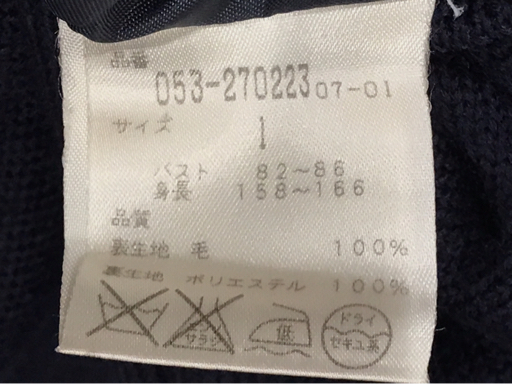 品番
053-270223 07-01
サイズ
1
バスト 82~86
身長 158~166
品質
表生地 毛 100%
裏生地 ポリエステル 100%
サラシ 低 ドライ
セキユ系